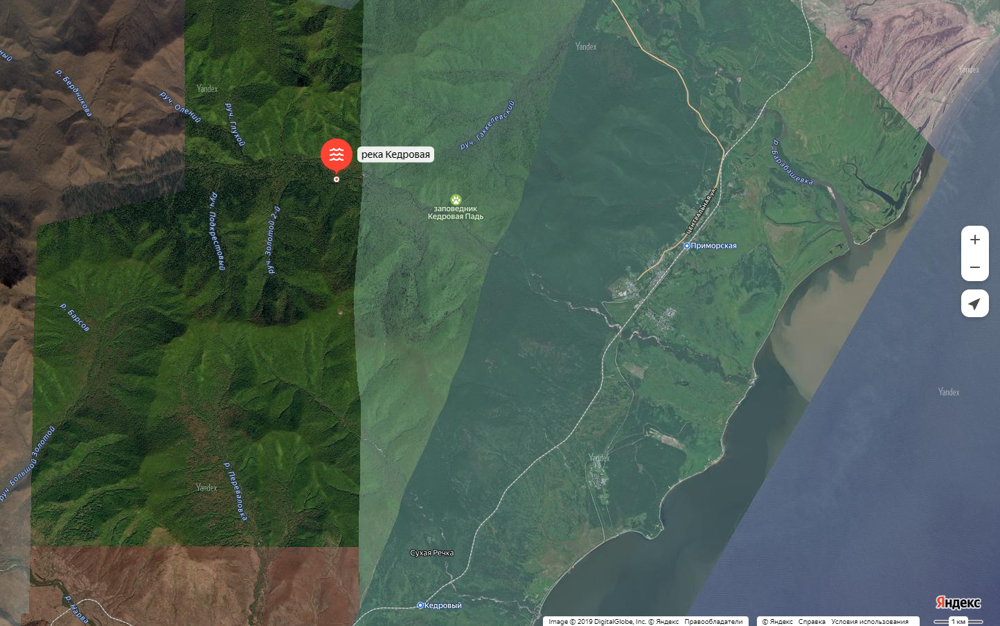 Yandex
ный
Yandex
р. Бердникова
Yandex
руч. Олений
руч. Глухой
руч. Гаккелевский
река Кедровая
р. Барабашевка
руч. Подкрестовый
руч. Золотой 2-й
заповедник
Кедровая Падь
ЦЕНТРАЛЬНАЯ ул.
Приморская
р. Барсов
Yandex
руч. Большой Золотой
Yandex
р. Переваловка
Yandex
Сухая Речка
Кедровый
р. Нарва
Яндекс
Image © 2019 DigitalGlobe, Inc. © Яндекс Правообладатели
© Яндекс Справка Условия использования
1 км